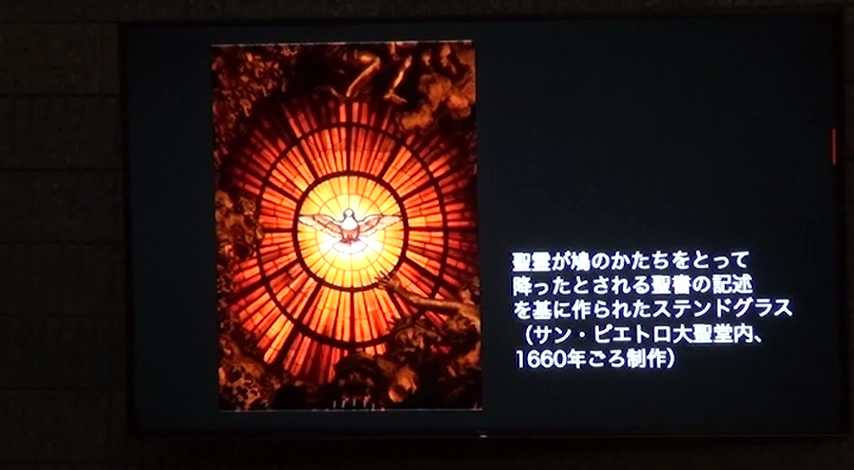 聖霊が鳩のかたちをとって
降ったとされる聖書の記述
を基に作られたステンドグラス
（サン・ピエトロ大聖堂内、
1660年ごろ制作）